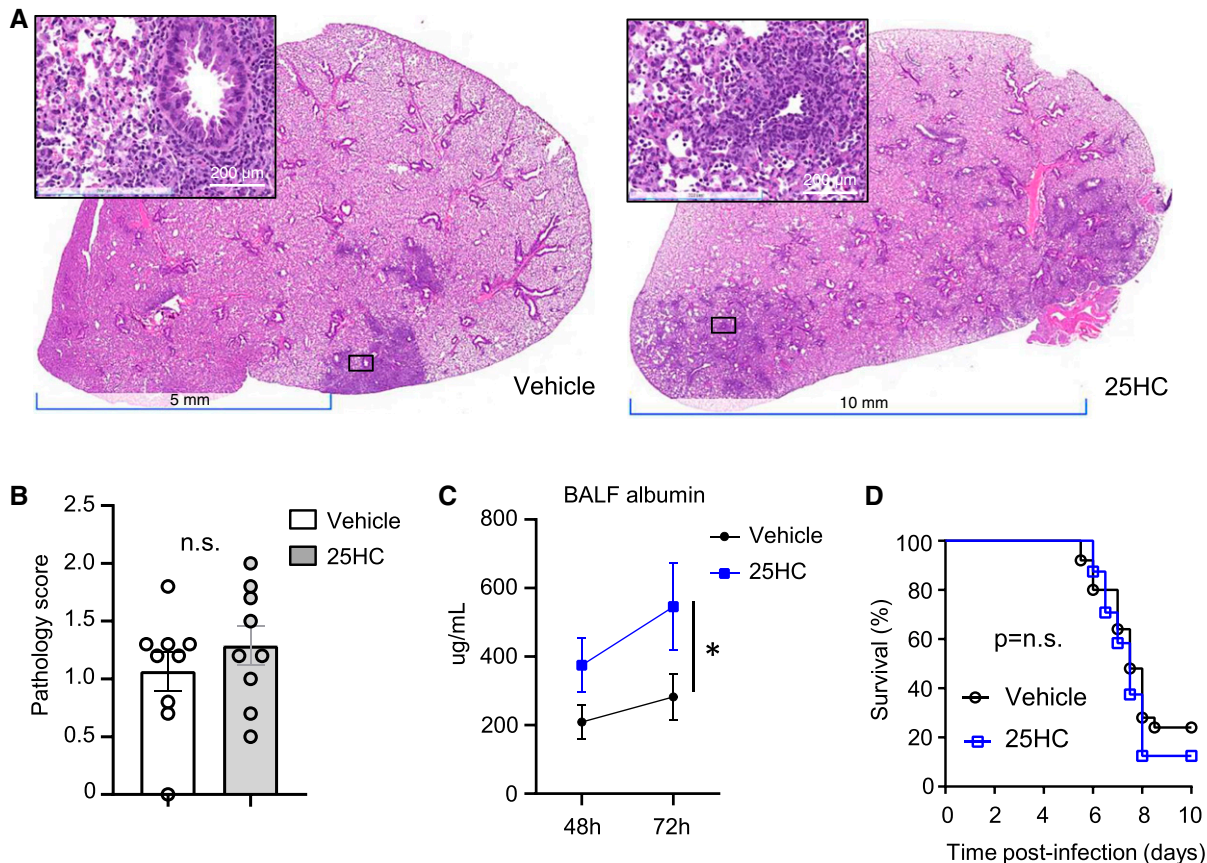 A
200 µm
5 mm
Vehicle
200 µm
10 mm
25HC
B
2.5
2.0
1.5
1.0
0.5
0
Pathology score
n.s.
Vehicle
25HC
C
BALF albumin
800
600
400
200
0
ug/mL
Vehicle
25HC
*
48h
72h
D
100
80
60
40
20
0
Survival (%)
p=n.s.
Vehicle
25HC
0 2 4 6 8 10
Time post-infection (days)